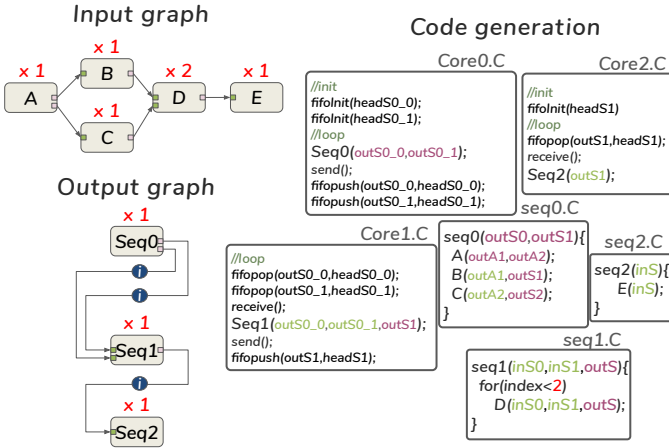 Input graph
× 1
× 1
× 2
× 1
A
B
D
E
× 1
C
Output graph
× 1
Seq0
i
i
× 1
Seq1
i
× 1
Seq2
Code generation
Core0.C
//init
fifoInit(headS0_0);
fifoInit(headS0_1);
//loop
Seq0(outS0_0,outS0_1);
send();
fifopush(outS0_0,headS0_0);
fifopush(outS0_1,headS0_1);
Core2.C
//init
fifoInit(headS1)
//loop
fifopop(outS1,headS1);
receive();
Seq2(outS1);
Core1.C
//loop
fifopop(outS0_0,headS0_0);
fifopop(outS0_1,headS0_1);
receive();
Seq1(outS0_0,outS0_1,outS1);
send();
fifopush(outS1,headS1);
seq0.C
seq0(outS0,outS1){
A(outA1,outA2);
B(outA1,outS1);
C(outA2,outS2);
}
seq2.C
seq2(inS){
E(inS);
}
seq1.C
seq1(inS0,inS1,outS){
for(index<2)
D(inS0,inS1,outS);
}